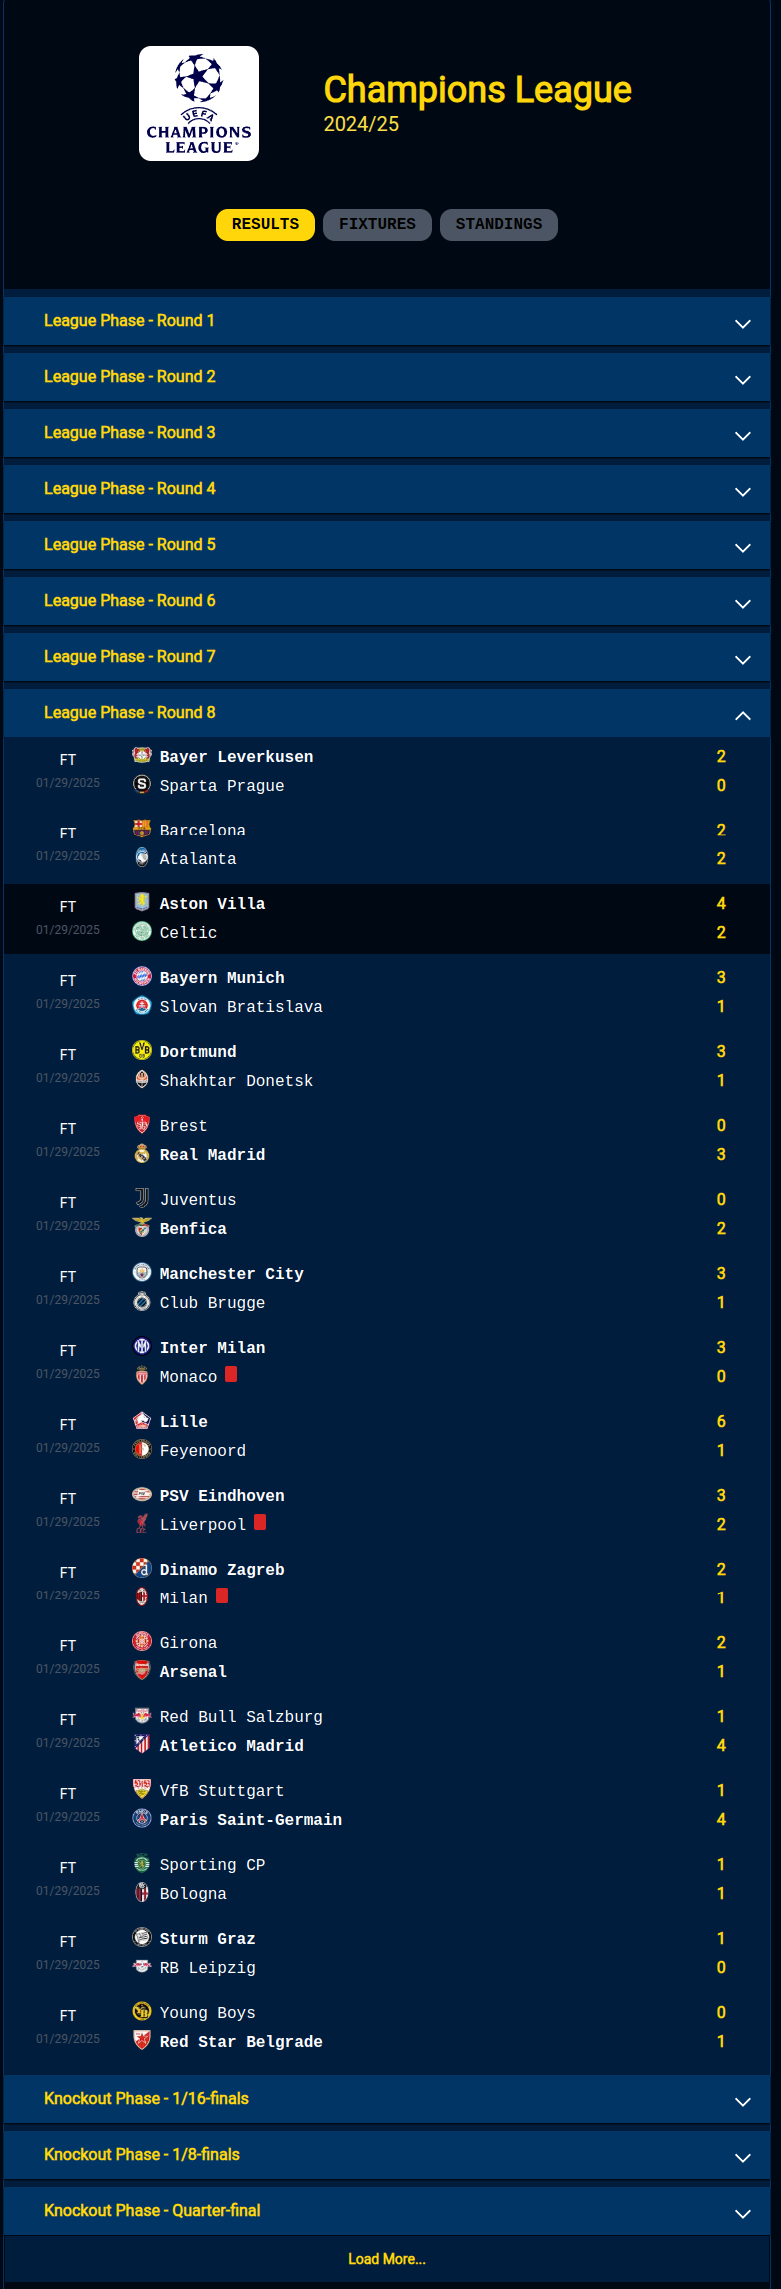 UEFA
CHAMPIONS
LEAGUE™
Champions League
2024/25
RESULTS FIXTURES STANDINGS
League Phase - Round 1
League Phase - Round 2
League Phase - Round 3
League Phase - Round 4
League Phase - Round 5
League Phase - Round 6
League Phase - Round 7
League Phase - Round 8
FT Bayer Leverkusen 2
01/29/2025 Sparta Prague 0
FT Barcelona 2
01/29/2025 Atalanta 2
FT Aston Villa 4
01/29/2025 Celtic 2
FT Bayern Munich 3
01/29/2025 Slovan Bratislava 1
FT Dortmund 3
01/29/2025 Shakhtar Donetsk 1
FT Brest 0
01/29/2025 Real Madrid 3
FT Juventus 0
01/29/2025 Benfica 2
FT Manchester City 3
01/29/2025 Club Brugge 1
FT Inter Milan 3
01/29/2025 Monaco 0
FT Lille 6
01/29/2025 Feyenoord 1
FT PSV Eindhoven 3
01/29/2025 Liverpool 2
FT Dinamo Zagreb 2
01/29/2025 Milan 1
FT Girona 2
01/29/2025 Arsenal 1
FT Red Bull Salzburg 1
01/29/2025 Atletico Madrid 4
FT VfB Stuttgart 1
01/29/2025 Paris Saint-Germain 4
FT Sporting CP 1
01/29/2025 Bologna 1
FT Sturm Graz 1
01/29/2025 RB Leipzig 0
FT Young Boys 0
01/29/2025 Red Star Belgrade 1
Knockout Phase - 1/16-finals
Knockout Phase - 1/8-finals
Knockout Phase - Quarter-final
Load More...